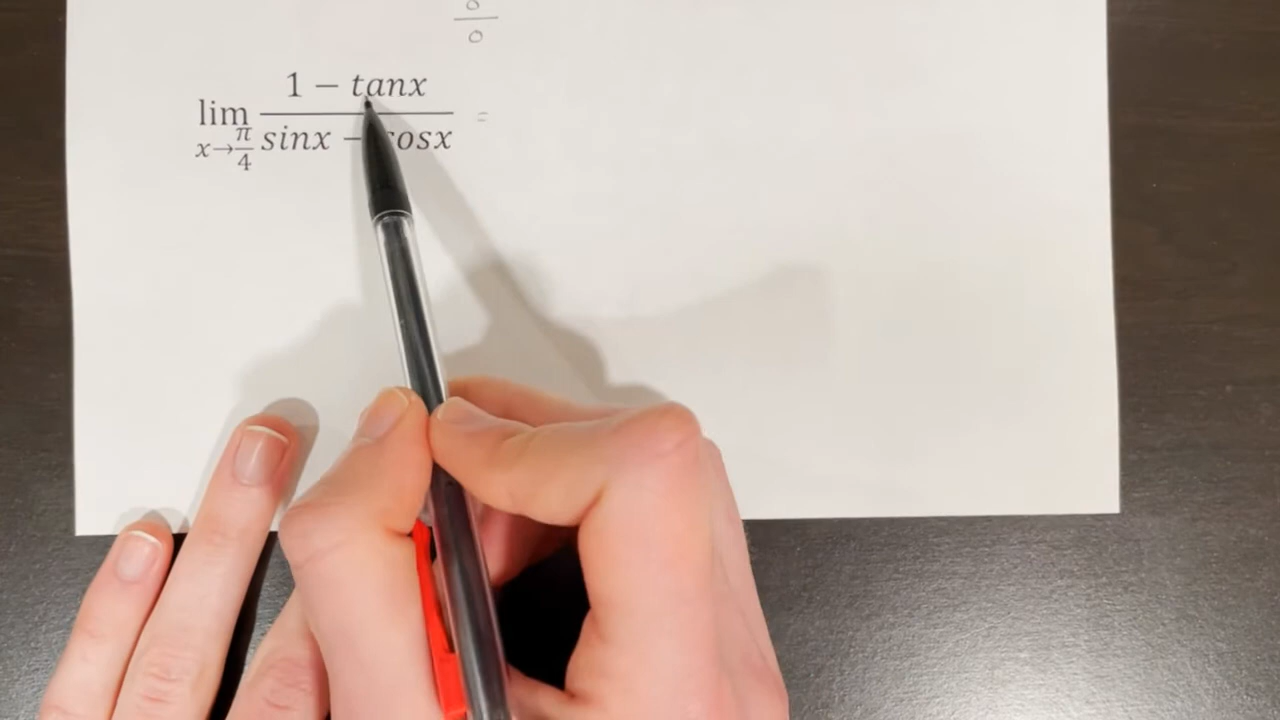 0
0
lim x→π/4 (1 − tanx)/(sinx − cosx) =